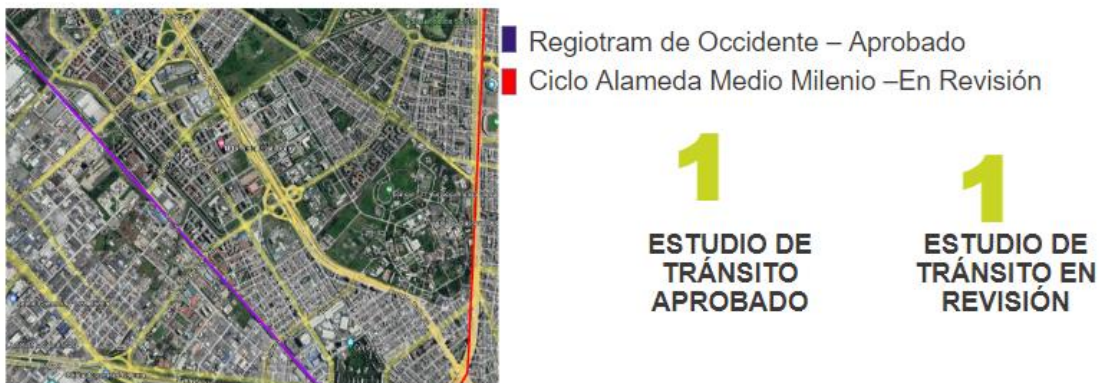 Regiotram de Occidente – Aprobado
Ciclo Alameda Medio Milenio –En Revisión
1
ESTUDIO DE
TRÁNSITO
APROBADO
1
ESTUDIO DE
TRÁNSITO EN
REVISIÓN